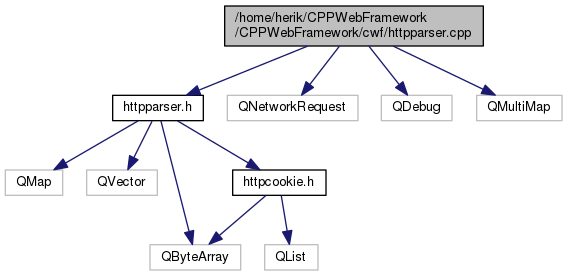 /home/herik/CPPWebFramework
/CPPWebFramework/cwf/httpparser.cpp
httpparser.h
QNetworkRequest
QDebug
QMultiMap
QMap
QVector
httpcookie.h
QByteArray
QList